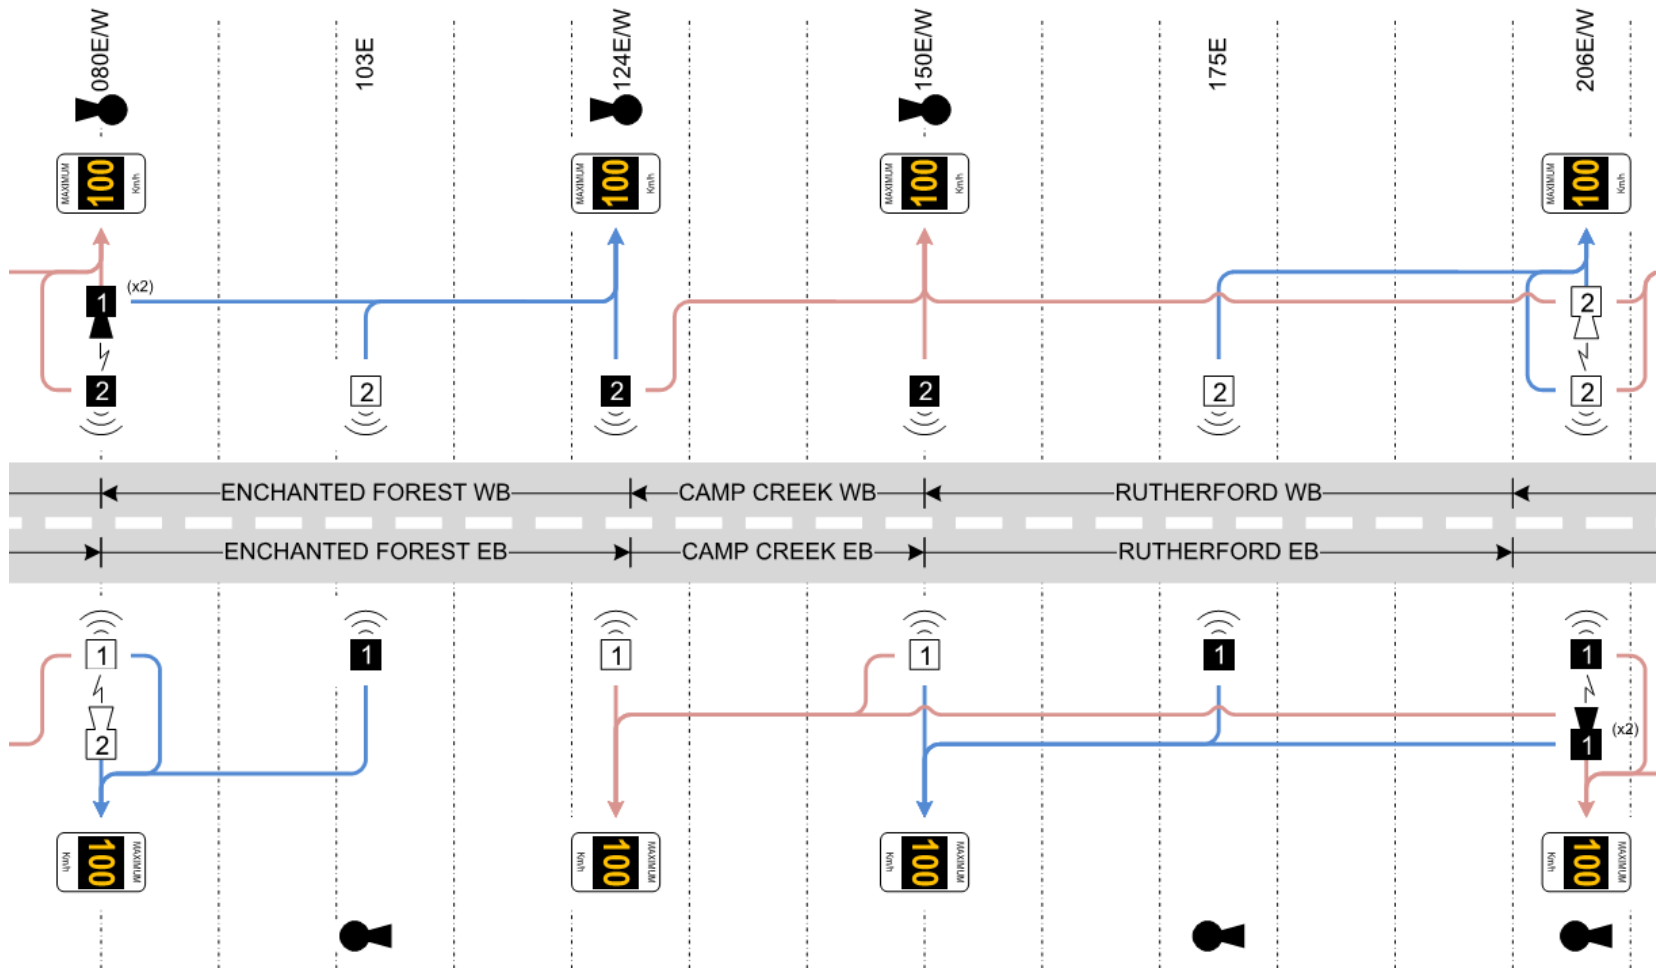 080E/W
103E
124E/W
150E/W
175E
206E/W
MAXIMUM 100 Km/h
MAXIMUM 100 Km/h
MAXIMUM 100 Km/h
MAXIMUM 100 Km/h
1 (x2)
2
2
2
2
2
2
2
ENCHANTED FOREST WB
CAMP CREEK WB
RUTHERFORD WB
ENCHANTED FOREST EB
CAMP CREEK EB
RUTHERFORD EB
1
1
1
1
1
1
2
1 (x2)
MAXIMUM 100 Km/h
MAXIMUM 100 Km/h
MAXIMUM 100 Km/h
MAXIMUM 100 Km/h